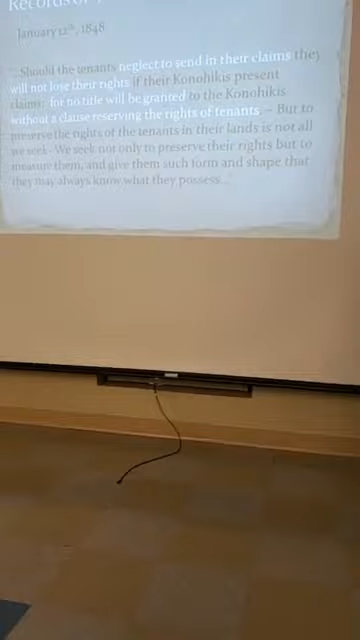 Records of
January 12th, 1848
Should the tenants neglect to send in their claims they
will not lose their rights if their Konohikis present
claims; for no title will be granted to the Konohikis
without a clause reserving the rights of tenants — But to
preserve the rights of the tenants in their lands is not all
we seek. We seek not only to preserve their rights but to
measure them, and give them such form and shape that
they may always know what they possess..."